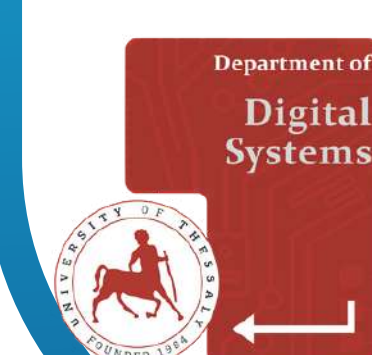 Department of
Digital
Systems
UNIVERSITY OF THESSALY
FOUNDED 1984